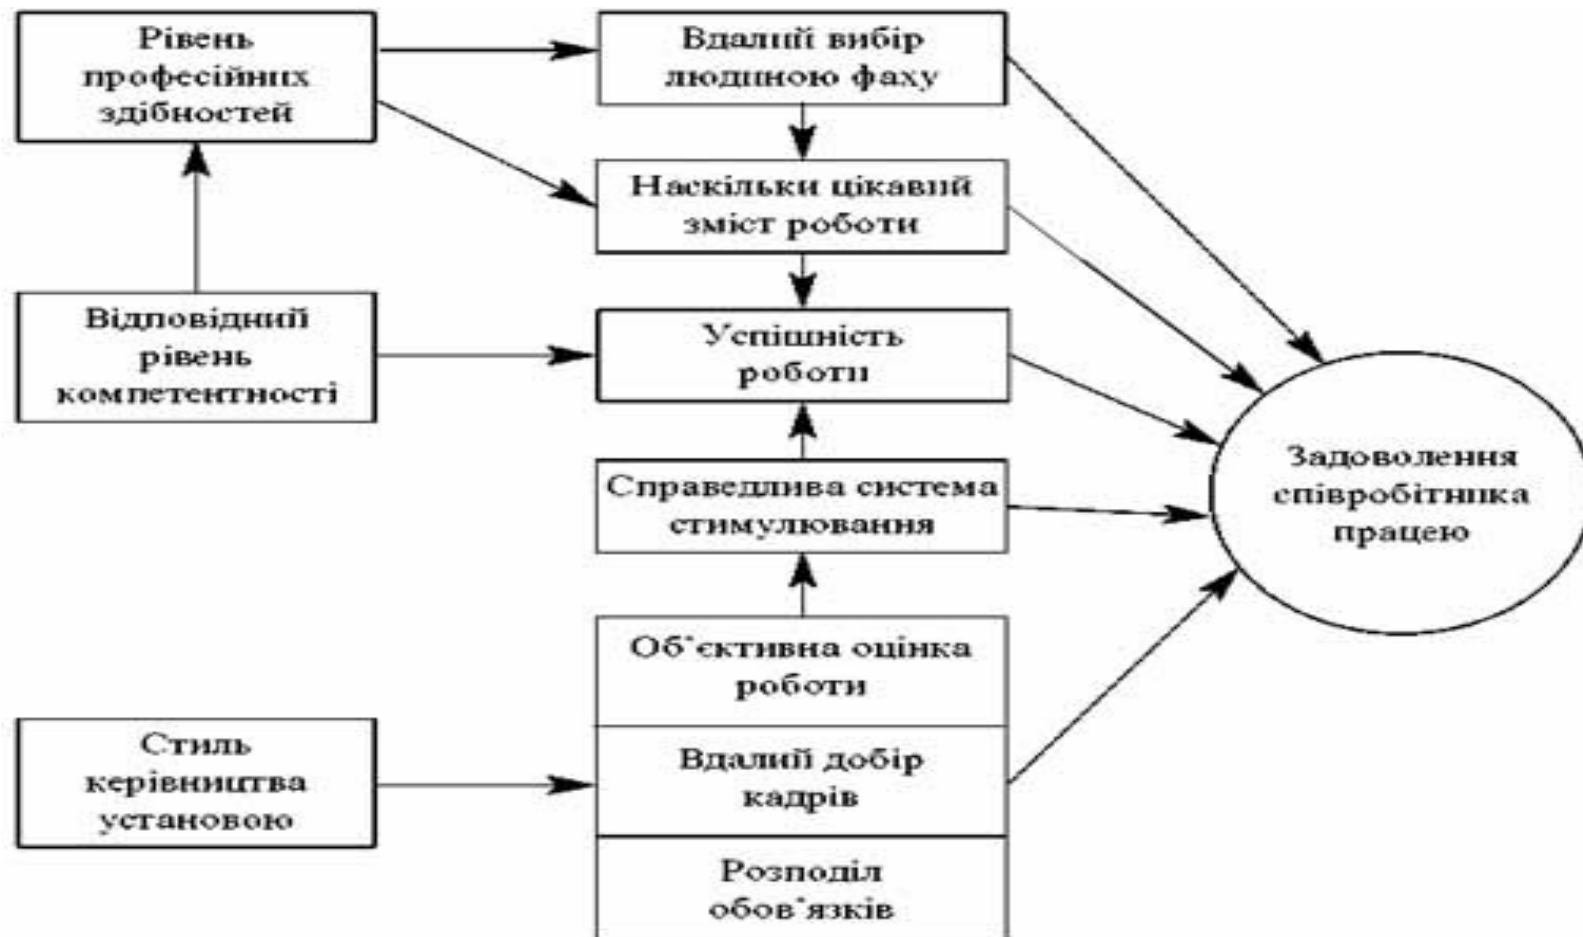 Рівень
професійних
здібностей
Вдалий вибір
людиною фаху
Наскільки цікавий
зміст роботи
Відповідний
рівень
компетентності
Успішність
роботи
Справедлива система
стимулювання
Задоволення
співробітника
працею
Об'єктивна оцінка
роботи
Стиль
керівництва
установою
Вдалий добір
кадрів
Розподіл
обов'язків